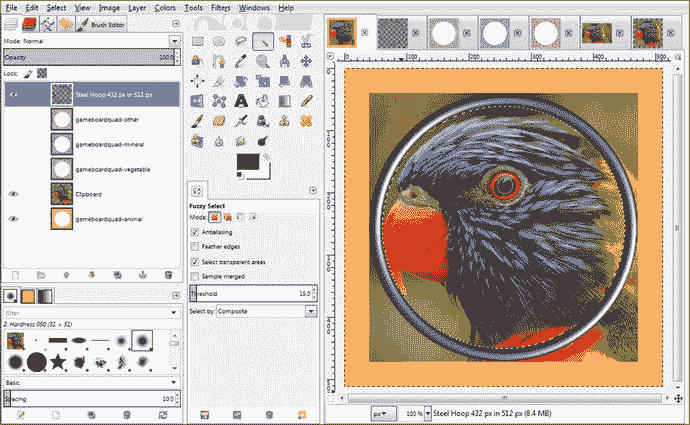 File Edit Select View Image Layer Colors Tools Filters Windows Help
Brush Editor
Mode: Normal
Opacity 100.0
Lock:
Steel Hoop 432 px in 512 px
gameboardquad-other
gameboardquad-mineral
gameboardquad-vegetable
Clipboard
gameboardquad-animal
filter
2. Hardness 050 (51 × 51)
Basic
Spacing 10.0
Fuzzy Select
Mode:
Antialiasing
Feather edges
Select transparent areas
Sample merged
Threshold 15.0
Select by: Composite
px 100 % Steel Hoop 432 px in 512 px (8.4 MB)